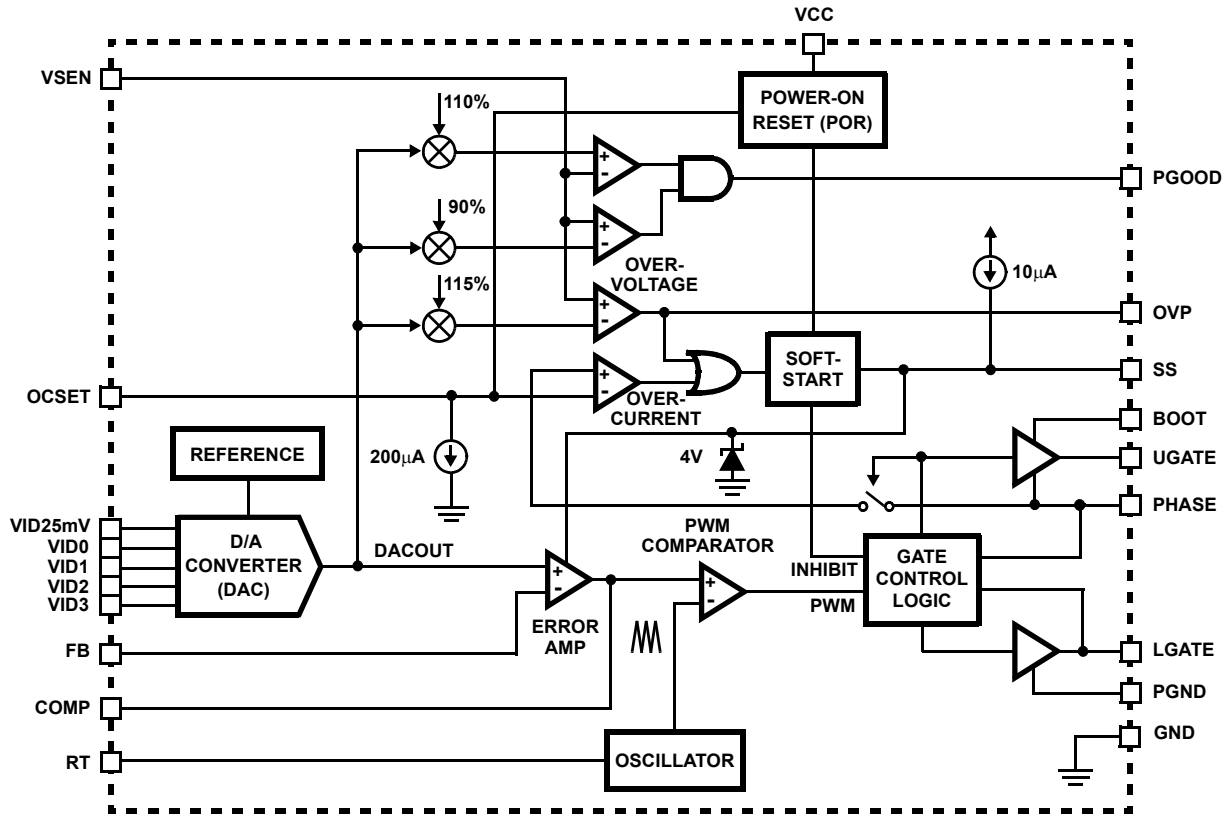 VCC
VSEN
110%
POWER-ON
RESET (POR)
+
-
PGOOD
90%
+
-
OVER-
VOLTAGE
10µA
115%
+
-
OVP
SOFT-
START
SS
OCSET
+
-
OVER-
CURRENT
BOOT
REFERENCE
200µA
4V
UGATE
PHASE
VID25mV
VID0
VID1
VID2
VID3
D/A
CONVERTER
(DAC)
DACOUT
PWM
COMPARATOR
+
-
+
-
INHIBIT
PWM
GATE
CONTROL
LOGIC
ERROR
AMP
FB
LGATE
COMP
PGND
RT
OSCILLATOR
GND